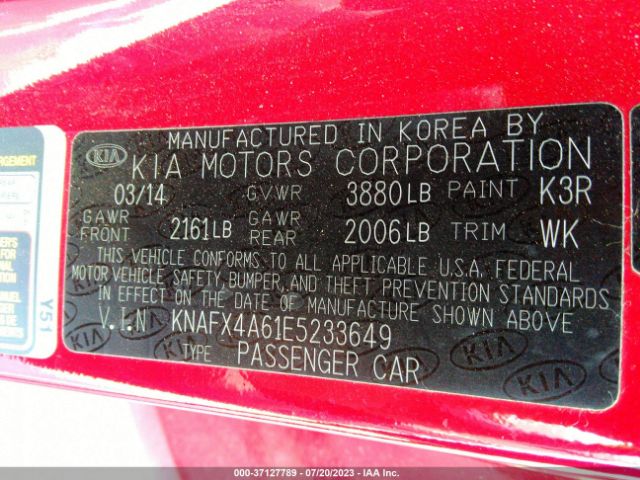 MANUFACTURED IN KOREA BY
KIA KIA MOTORS CORPORATION
03/14 G.V.WR 3880LB PAINT K3R
GAWR FRONT 2161LB GAWR REAR 2006LB TRIM WK
THIS VEHICLE CONFORMS TO ALL APPLICABLE U.S.A. FEDERAL
MOTOR VEHICLE SAFETY, BUMPER, AND THEFT PREVENTION STANDARDS
IN EFFECT ON THE DATE OF MANUFACTURE SHOWN ABOVE
V.I.N KNAFX4A61E5233649
TYPE PASSENGER CAR
KIA
Y51
000-37127789 - 07/20/2023 - IAA Inc.